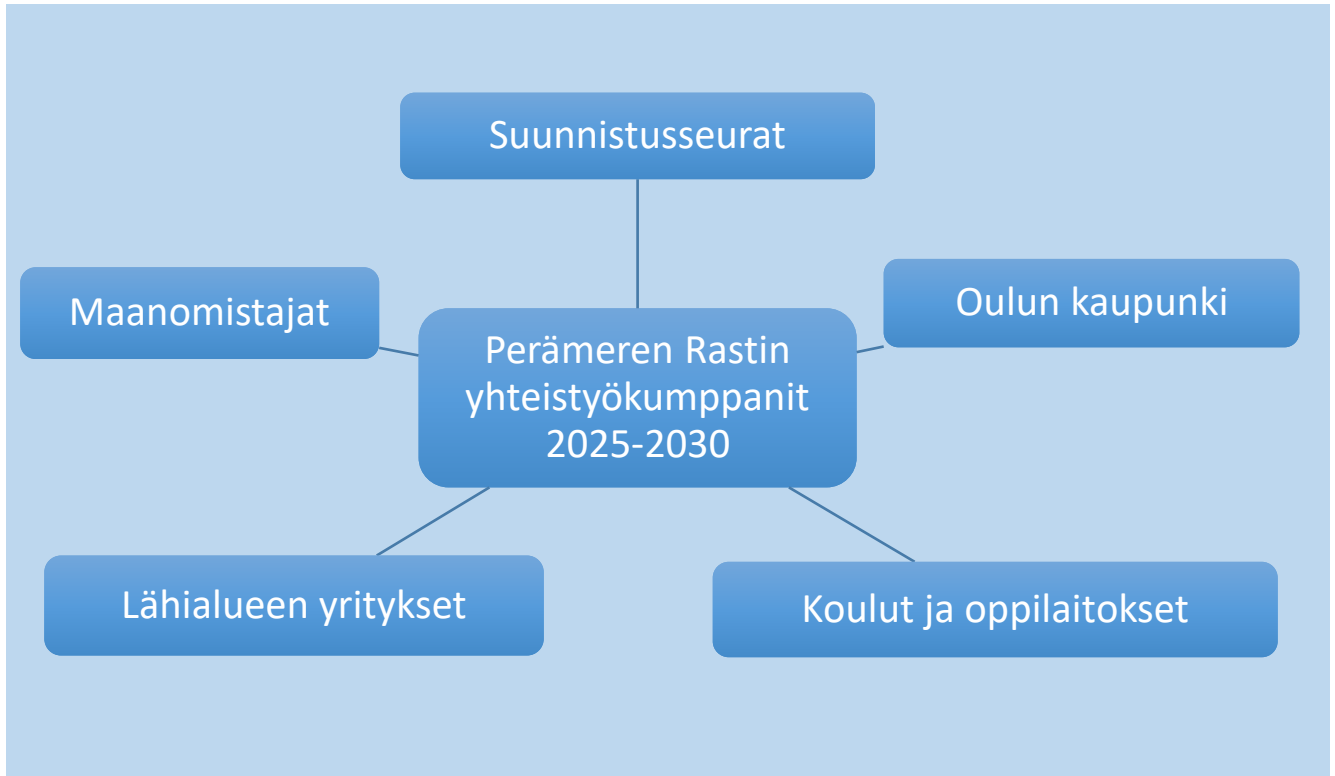 Suunnistusseurat
Maanomistajat
Oulun kaupunki
Perämeren Rastin
yhteistyökumppanit
2025-2030
Lähialueen yritykset
Koulut ja oppilaitokset